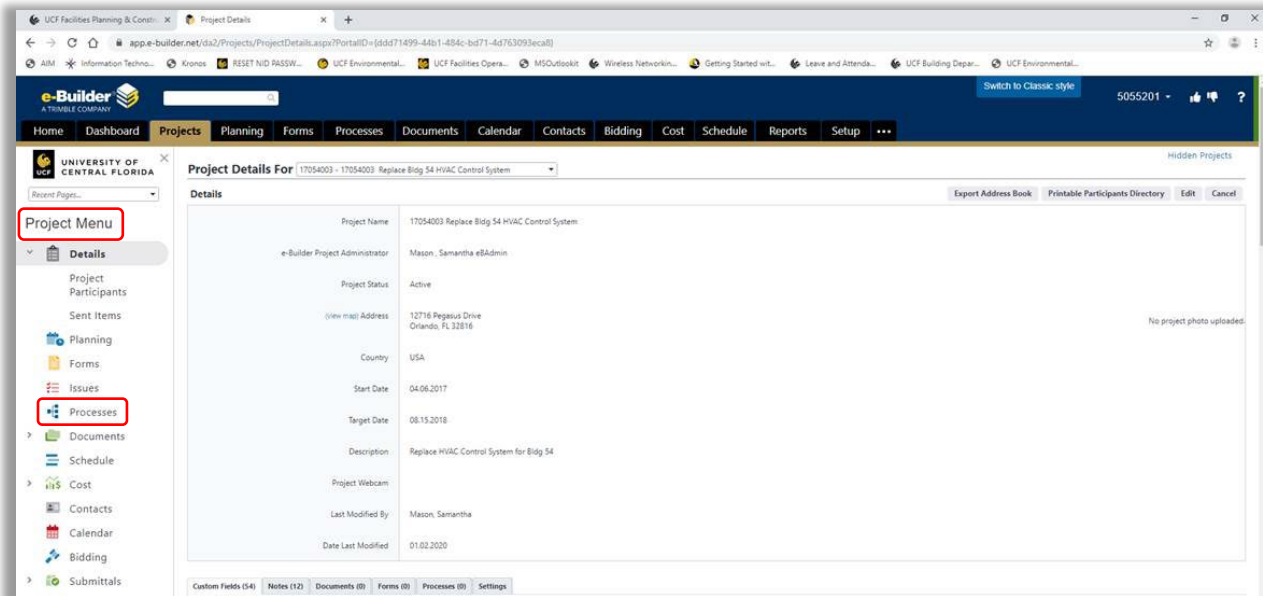 UCF Facilities Planning & Constr... X Project Details X +
app.e-builder.net/da2/Projects/ProjectDetails.aspx?PortalID={ddd71499-44b1-484c-bd71-4d763093eca8}
AIM Information Techno... Kronos RESET NID PASSW... UCF Environmental... UCF Facilities Opera... MSOutlookit Wireless Networkin... Getting Started wit... Leave and Attenda... UCF Building Depar... UCF Environmental...
Switch to Classic style
e-Builder
A TRIMBLE COMPANY
5055201
?
Home Dashboard Projects Planning Forms Processes Documents Calendar Contacts Bidding Cost Schedule Reports Setup •••
Hidden Projects
UCF
UNIVERSITY OF
CENTRAL FLORIDA
Project Details For 17054003 - 17054003 Replace Bldg 54 HVAC Control System
Recent Pages...
Details
Export Address Book Printable Participants Directory Edit Cancel
Project Menu
Project Name 17054003 Replace Bldg 54 HVAC Control System
Details
e-Builder Project Administrator Mason , Samantha eBAdmin
Project
Participants
Project Status Active
Sent Items
(view map) Address 12716 Pegasus Drive
Orlando, FL 32816
No project photo uploaded.
Planning
Country USA
Forms
Issues
Start Date 04.06.2017
Processes
Target Date 08.15.2018
Documents
Description Replace HVAC Control System for Bldg 54
Schedule
Cost
Project Webcam
Contacts
Last Modified By Mason, Samantha
Calendar
Date Last Modified 01.02.2020
Bidding
Submittals
Custom Fields (54) Notes (12) Documents (0) Forms (0) Processes (0) Settings